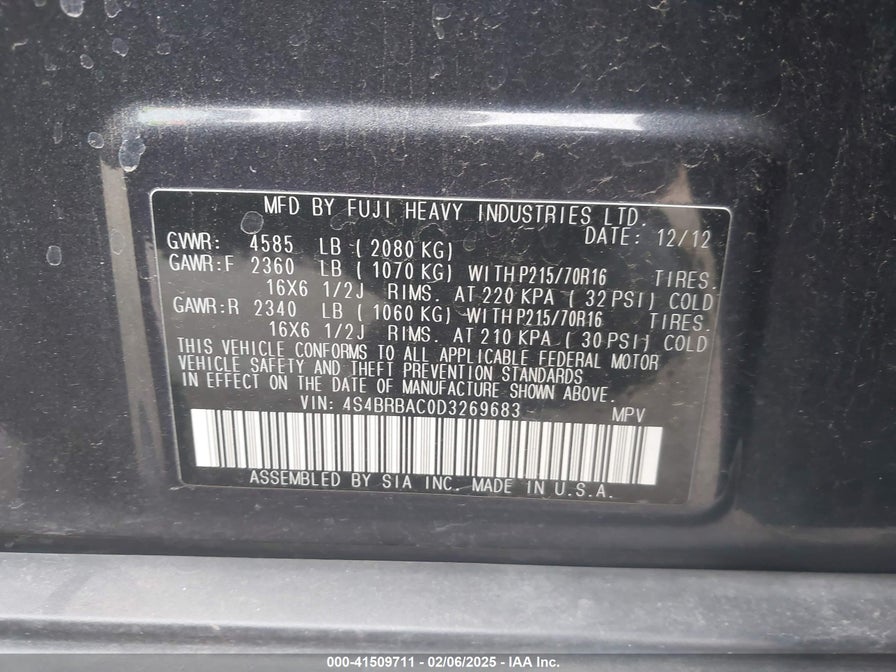 MFD BY FUJI HEAVY INDUSTRIES LTD.
DATE: 12/12
GVWR: 4585 LB (2080 KG)
GAWR:F 2360 LB (1070 KG) WITH P215/70R16 TIRES.
16X6 1/2J RIMS. AT 220 KPA (32 PSI) COLD
GAWR:R 2340 LB (1060 KG) WITH P215/70R16 TIRES.
16X6 1/2J RIMS. AT 210 KPA (30 PSI) COLD
THIS VEHICLE CONFORMS TO ALL APPLICABLE FEDERAL MOTOR
VEHICLE SAFETY AND THEFT PREVENTION STANDARDS
IN EFFECT ON THE DATE OF MANUFACTURE SHOWN ABOVE.
VIN: 4S4BRBAC0D3269683 MPV
ASSEMBLED BY SIA INC. MADE IN U.S.A.
000-41509711 - 02/06/2025 - IAA Inc.